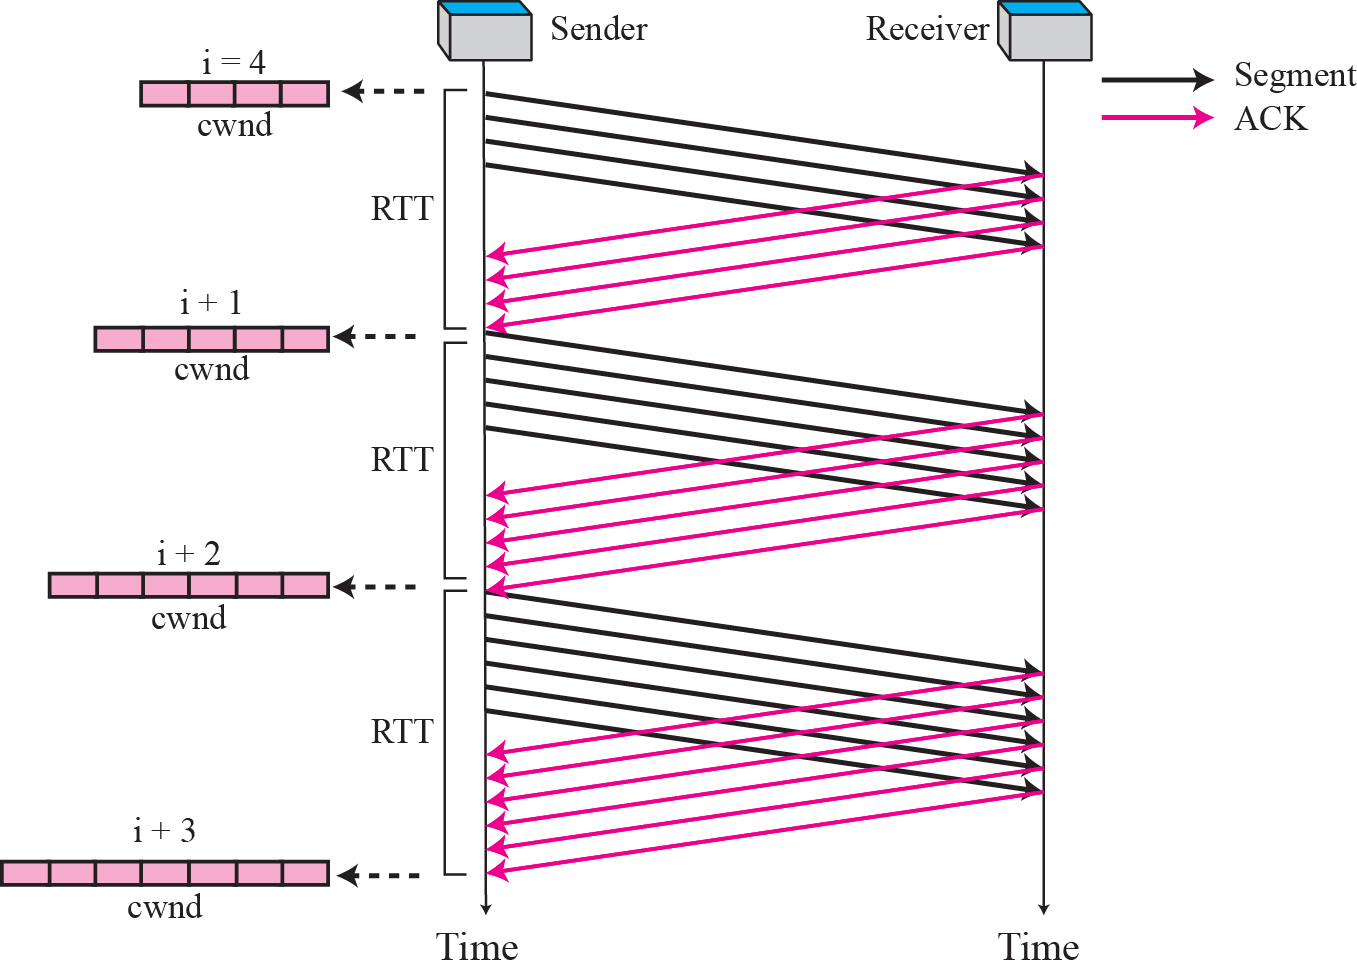 Sender
Receiver
Segment
ACK
i = 4
cwnd
RTT
i + 1
cwnd
RTT
i + 2
cwnd
RTT
i + 3
cwnd
Time
Time